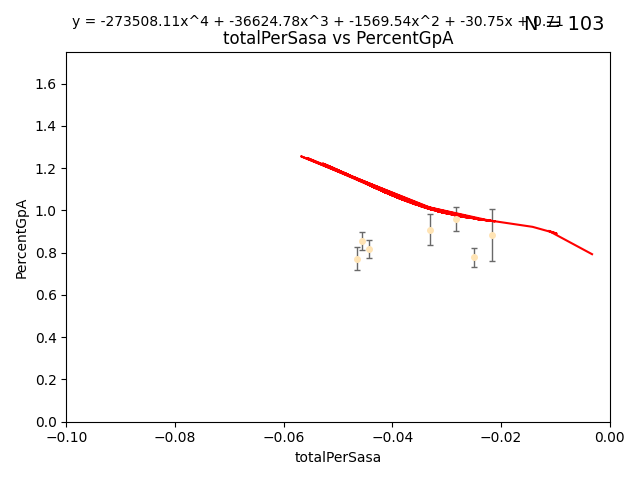 y = -273508.11x^4 + -36624.78x^3 + -1569.54x^2 + -30.75x + 0.71
N = 103
totalPerSasa vs PercentGpA
PercentGpA
1.6
1.4
1.2
1.0
0.8
0.6
0.4
0.2
0.0
−0.10 −0.08 −0.06 −0.04 −0.02 0.00
totalPerSasa